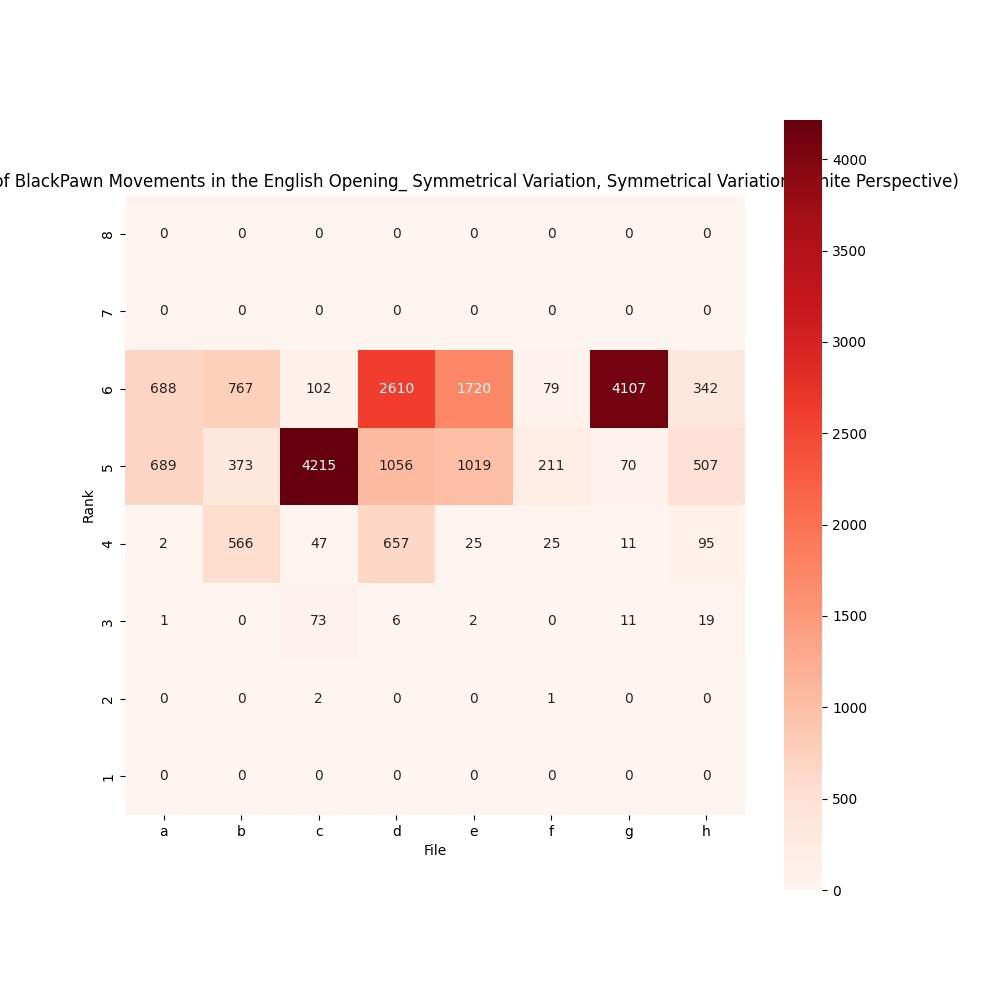 of BlackPawn Movements in the English Opening_ Symmetrical Variation, Symmetrical Variation Perspective)
4000
3500
3000
2500
2000
1500
1000
500
0
8 0 0 0 0 0 0 0 0
7 0 0 0 0 0 0 0 0
6 688 767 102 2610 1720 79 4107 342
5 689 373 4215 1056 1019 211 70 507
4 2 566 47 657 25 25 11 95
3 1 0 73 6 2 0 11 19
2 0 0 2 0 0 1 0 0
1 0 0 0 0 0 0 0 0
Rank
a b c d e f g h
File